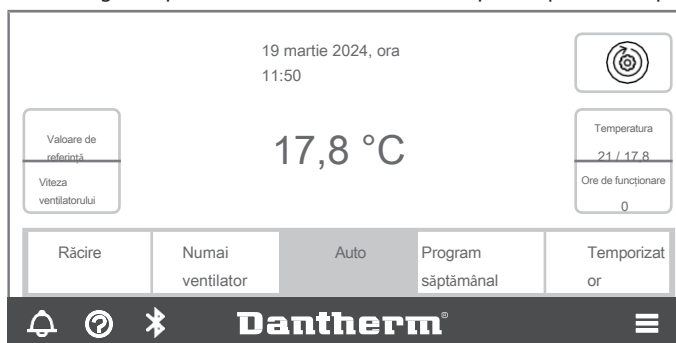 19 martie 2024, ora
11:50
Valoare de
referință
Viteza
ventilatorului
17,8 °C
Temperatura
21 / 17,8
Ore de funcționare
0
Răcire
Numai
ventilator
Auto
Program
săptămânal
Temporizat
or
Dantherm®